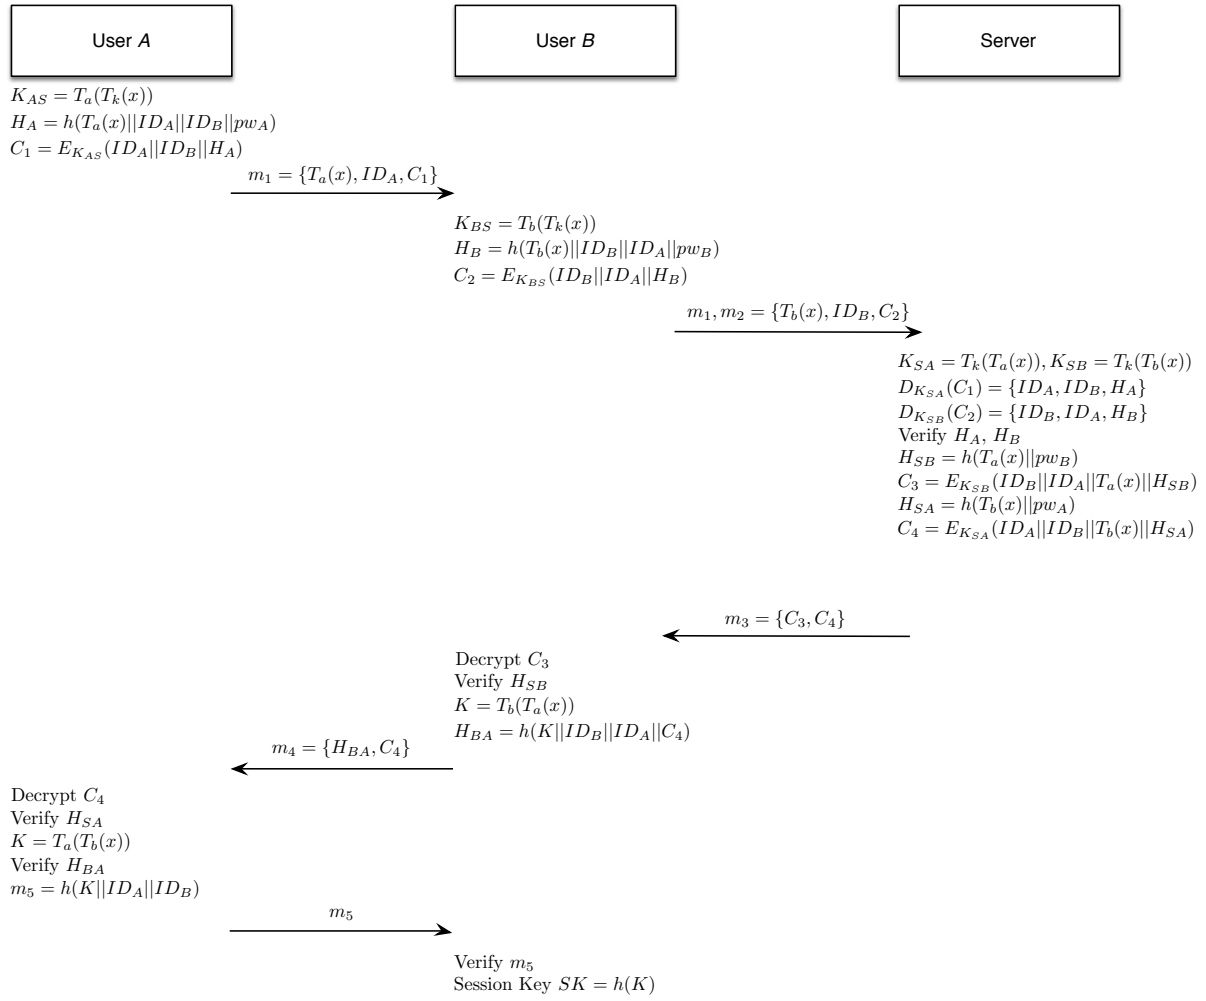 User A
User B
Server
K_{AS} = T_a(T_k(x))
H_A = h(T_a(x)||ID_A||ID_B||pw_A)
C_1 = E_{K_{AS}}(ID_A||ID_B||H_A)
m_1 = {T_a(x), ID_A, C_1}
K_{BS} = T_b(T_k(x))
H_B = h(T_b(x)||ID_B||ID_A||pw_B)
C_2 = E_{K_{BS}}(ID_B||ID_A||H_B)
m_1, m_2 = {T_b(x), ID_B, C_2}
K_{SA} = T_k(T_a(x)), K_{SB} = T_k(T_b(x))
D_{K_{SA}}(C_1) = {ID_A, ID_B, H_A}
D_{K_{SB}}(C_2) = {ID_B, ID_A, H_B}
Verify H_A, H_B
H_{SB} = h(T_a(x)||pw_B)
C_3 = E_{K_{SB}}(ID_B||ID_A||T_a(x)||H_{SB})
H_{SA} = h(T_b(x)||pw_A)
C_4 = E_{K_{SA}}(ID_A||ID_B||T_b(x)||H_{SA})
m_3 = {C_3, C_4}
Decrypt C_3
Verify H_{SB}
K = T_b(T_a(x))
H_{BA} = h(K||ID_B||ID_A||C_4)
m_4 = {H_{BA}, C_4}
Decrypt C_4
Verify H_{SA}
K = T_a(T_b(x))
Verify H_{BA}
m_5 = h(K||ID_A||ID_B)
m_5
Verify m_5
Session Key SK = h(K)